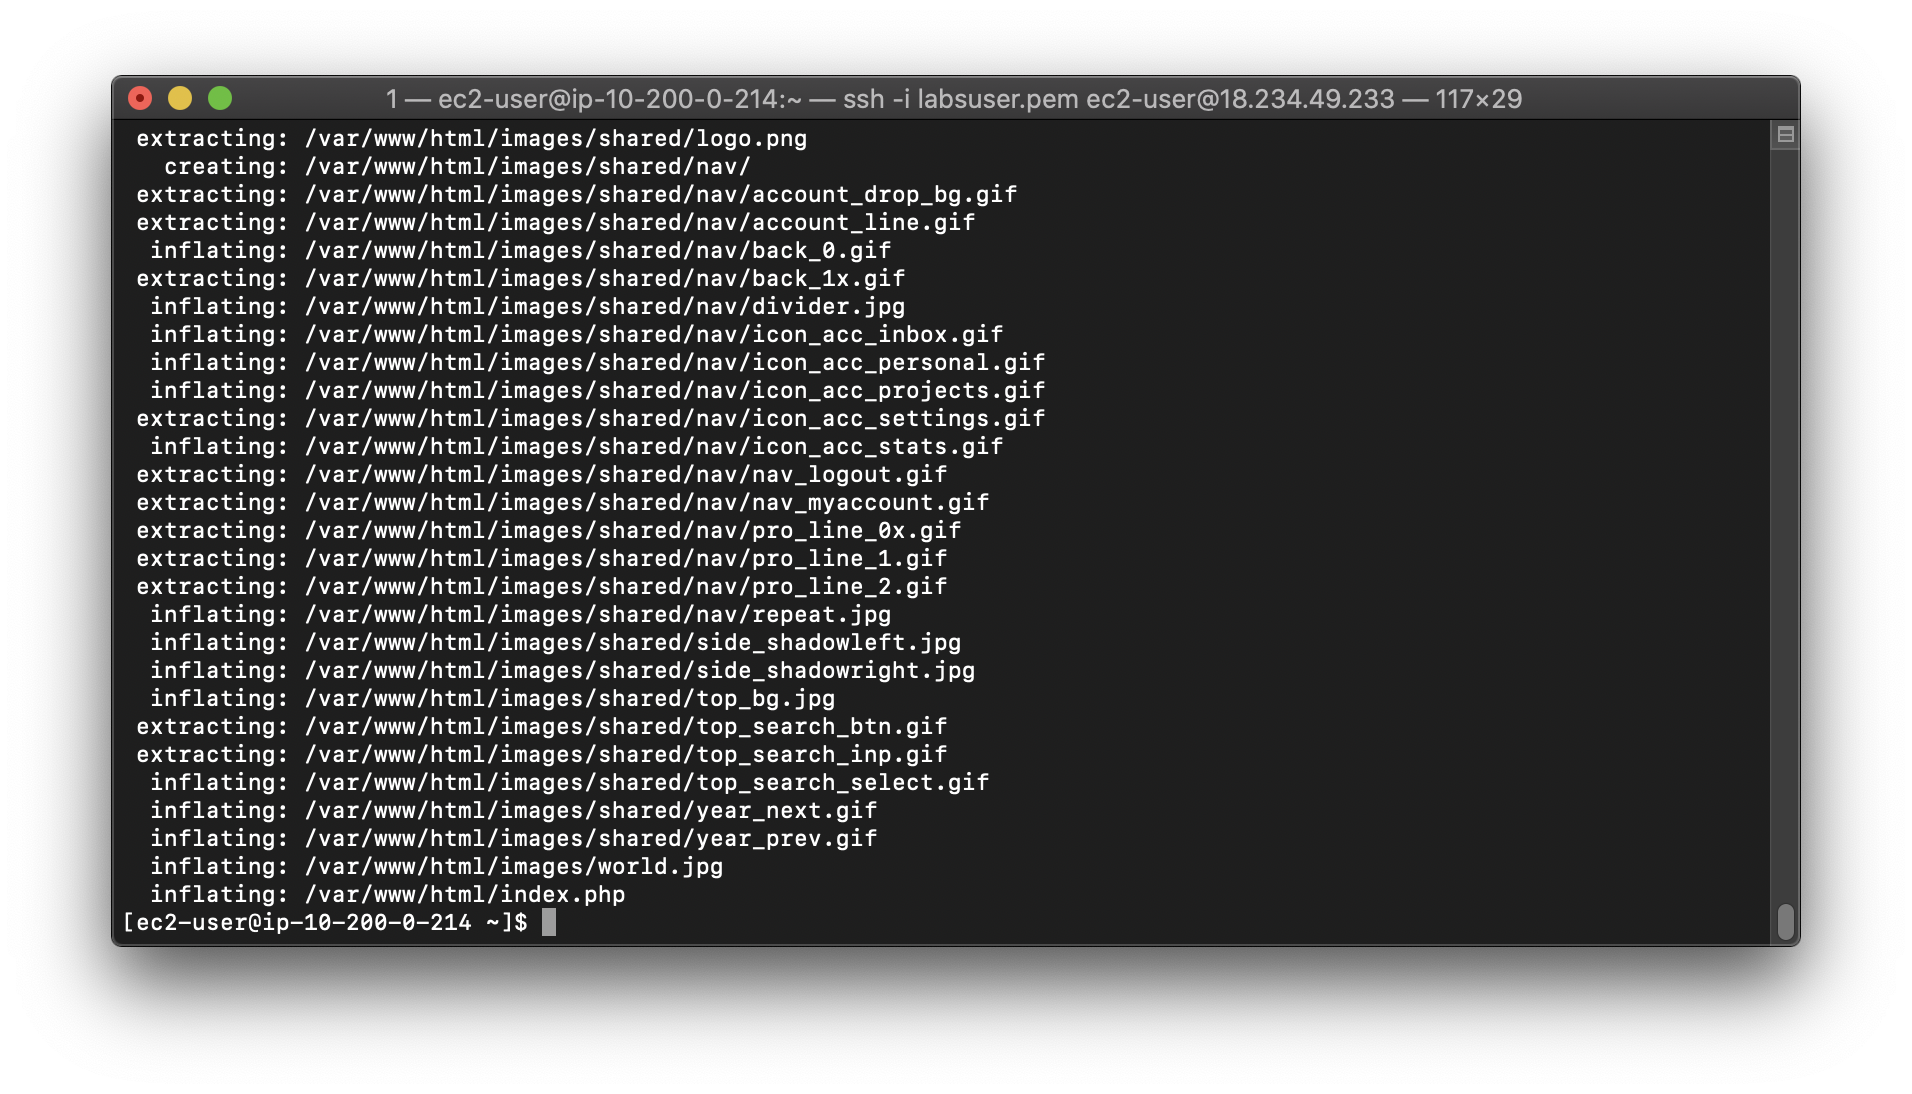 1 — ec2-user@ip-10-200-0-214:~ — ssh -i labsuser.pem ec2-user@18.234.49.233 — 117×29
extracting: /var/www/html/images/shared/logo.png
creating: /var/www/html/images/shared/nav/
extracting: /var/www/html/images/shared/nav/account_drop_bg.gif
extracting: /var/www/html/images/shared/nav/account_line.gif
inflating: /var/www/html/images/shared/nav/back_0.gif
extracting: /var/www/html/images/shared/nav/back_1x.gif
inflating: /var/www/html/images/shared/nav/divider.jpg
inflating: /var/www/html/images/shared/nav/icon_acc_inbox.gif
inflating: /var/www/html/images/shared/nav/icon_acc_personal.gif
inflating: /var/www/html/images/shared/nav/icon_acc_projects.gif
extracting: /var/www/html/images/shared/nav/icon_acc_settings.gif
inflating: /var/www/html/images/shared/nav/icon_acc_stats.gif
extracting: /var/www/html/images/shared/nav/nav_logout.gif
extracting: /var/www/html/images/shared/nav/nav_myaccount.gif
extracting: /var/www/html/images/shared/nav/pro_line_0x.gif
extracting: /var/www/html/images/shared/nav/pro_line_1.gif
extracting: /var/www/html/images/shared/nav/pro_line_2.gif
inflating: /var/www/html/images/shared/nav/repeat.jpg
inflating: /var/www/html/images/shared/side_shadowleft.jpg
inflating: /var/www/html/images/shared/side_shadowright.jpg
inflating: /var/www/html/images/shared/top_bg.jpg
extracting: /var/www/html/images/shared/top_search_btn.gif
extracting: /var/www/html/images/shared/top_search_inp.gif
inflating: /var/www/html/images/shared/top_search_select.gif
inflating: /var/www/html/images/shared/year_next.gif
inflating: /var/www/html/images/shared/year_prev.gif
inflating: /var/www/html/images/world.jpg
inflating: /var/www/html/index.php
[ec2-user@ip-10-200-0-214 ~]$